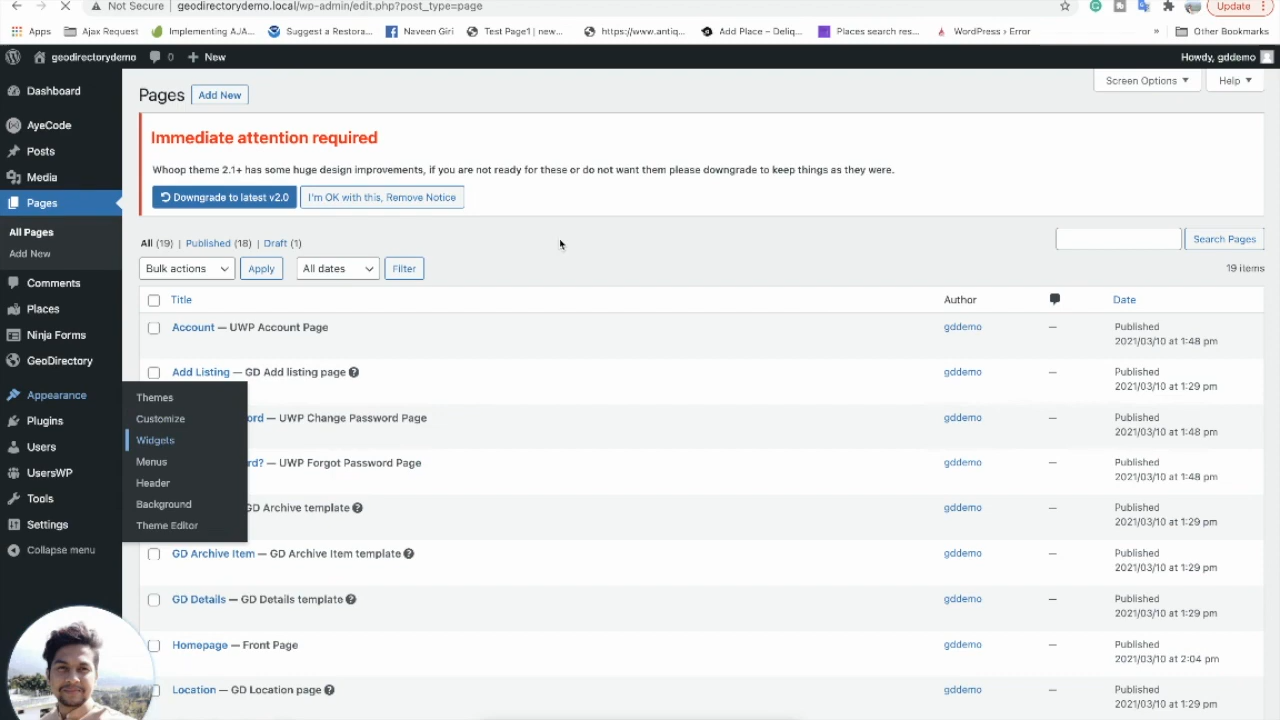 Not Secure geodirectorydemo.local/wp-admin/edit.php?post_type=page Update
Apps Ajax Request Implementing AJA... Suggest a Restora... Naveen Giri Test Page1 | new... https://www.antiq... Add Place – Deliq... Places search res... WordPress › Error » Other Bookmarks
geodirectorydemo 0 + New Howdy, gddemo
Dashboard
AyeCode
Posts
Media
Pages
All Pages
Add New
Comments
Places
Ninja Forms
GeoDirectory
Appearance
Plugins
Users
UsersWP
Tools
Settings
Collapse menu
Themes
Customize
Widgets
Menus
Header
Background
Theme Editor
Screen Options Help
Pages Add New
Immediate attention required
Whoop theme 2.1+ has some huge design improvements, if you are not ready for these or do not want them please downgrade to keep things as they were.
Downgrade to latest v2.0 I'm OK with this, Remove Notice
All (19) | Published (18) | Draft (1)
Search Pages
Bulk actions Apply All dates Filter 19 items
Title Author Date
Account — UWP Account Page gddemo — Published
2021/03/10 at 1:48 pm
Add Listing — GD Add listing page gddemo — Published
2021/03/10 at 1:29 pm
ord — UWP Change Password Page gddemo — Published
2021/03/10 at 1:48 pm
rd? — UWP Forgot Password Page gddemo — Published
2021/03/10 at 1:48 pm
GD Archive template gddemo — Published
2021/03/10 at 1:29 pm
GD Archive Item — GD Archive Item template gddemo — Published
2021/03/10 at 1:29 pm
GD Details — GD Details template gddemo — Published
2021/03/10 at 1:29 pm
Homepage — Front Page gddemo — Published
2021/03/10 at 2:04 pm
Location — GD Location page gddemo — Published
2021/03/10 at 1:29 pm